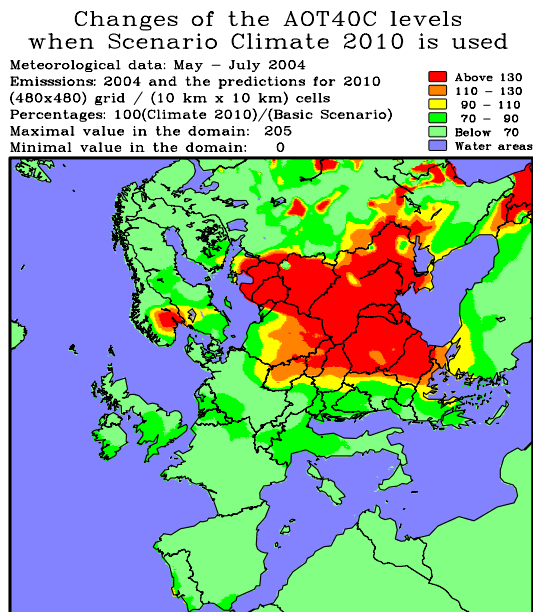 Changes of the AOT40C levels
when Scenario Climate 2010 is used
Meteorological data: May - July 2004
Emisssions: 2004 and the predictions for 2010
(480x480) grid / (10 km x 10 km) cells
Percentages: 100(Climate 2010)/(Basic Scenario)
Maximal value in the domain: 205
Minimal value in the domain: 0
Above 130
110 - 130
90 - 110
70 - 90
Below 70
Water areas